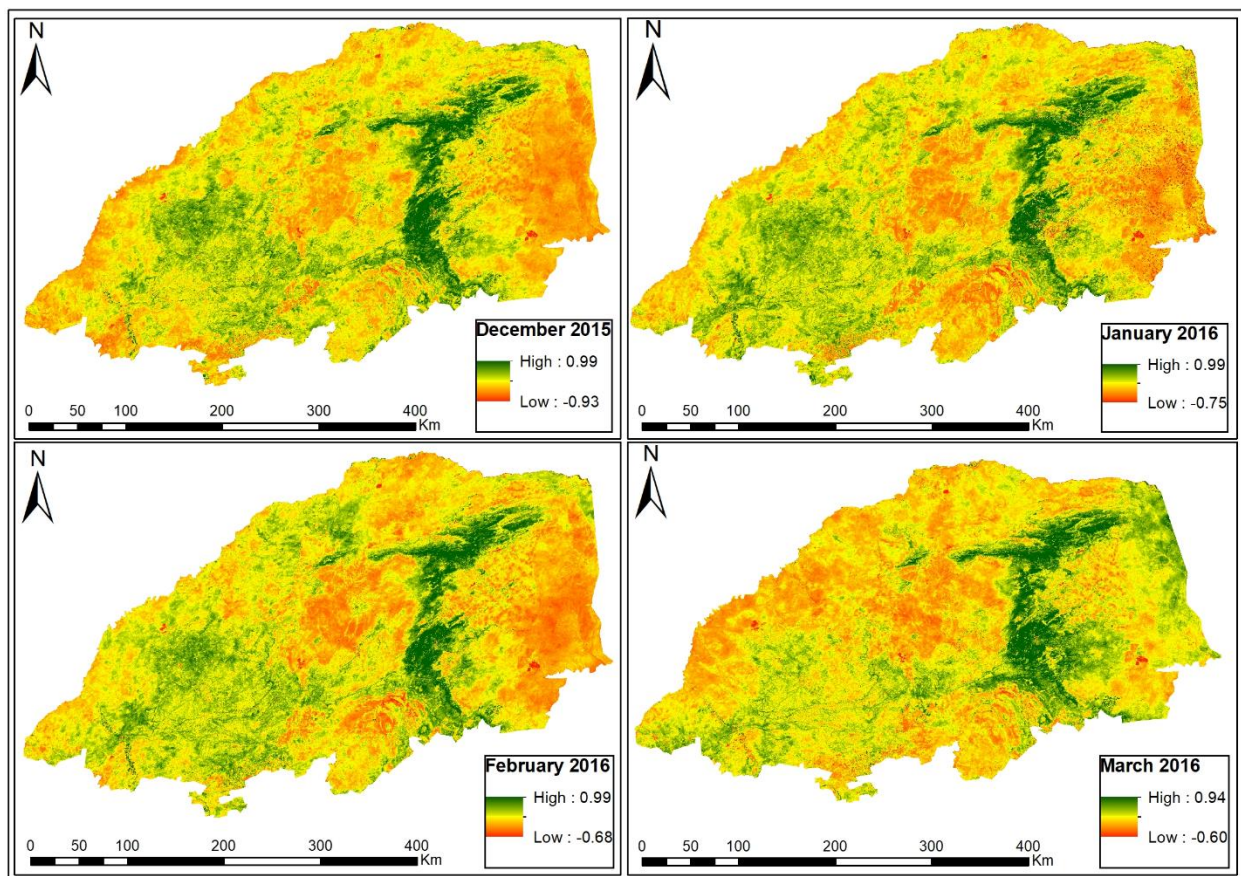 N
December 2015
High : 0.99
Low : -0.93
0 50 100 200 300 400
Km
N
January 2016
High : 0.99
Low : -0.75
0 50 100 200 300 400
Km
N
February 2016
High : 0.99
Low : -0.68
0 50 100 200 300 400
Km
N
March 2016
High : 0.94
Low : -0.60
0 50 100 200 300 400
Km